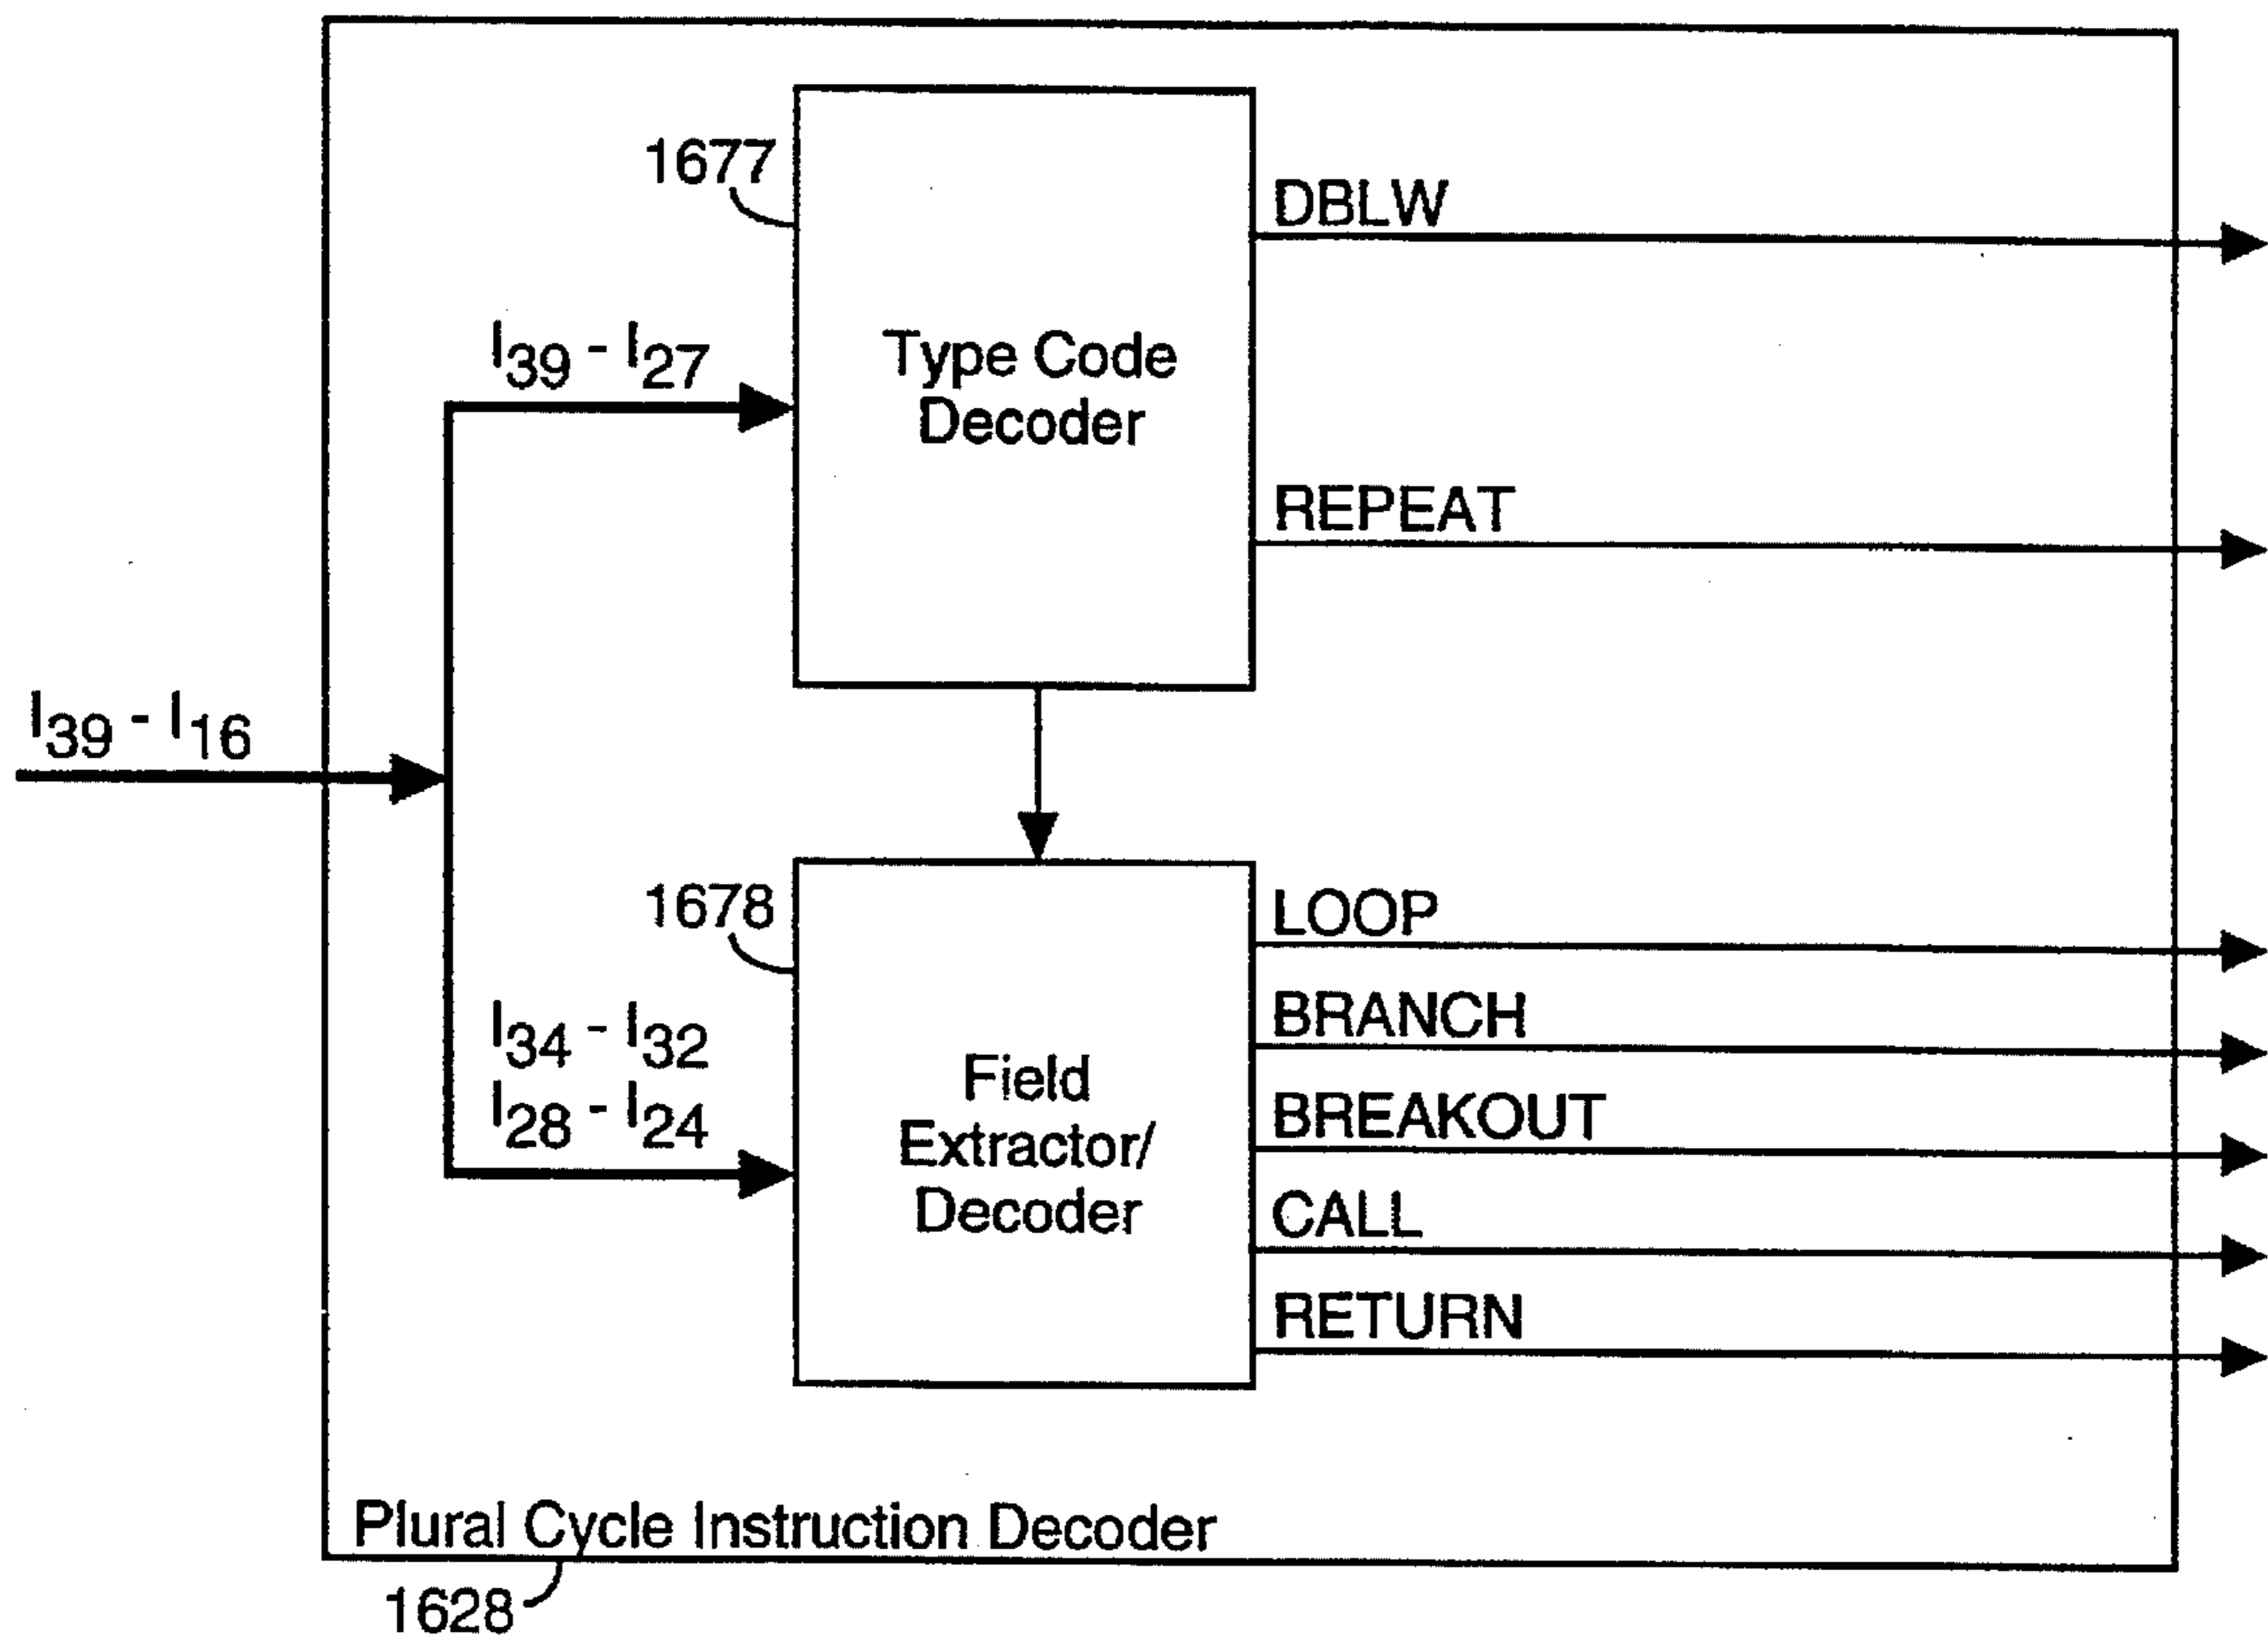 1677
DBLW
I39 - I27
Type Code
Decoder
REPEAT
I39 - I16
1678
LOOP
I34 - I32
BRANCH
I28 - I24
Field
Extractor/
Decoder
BREAKOUT
CALL
RETURN
Plural Cycle Instruction Decoder
1628